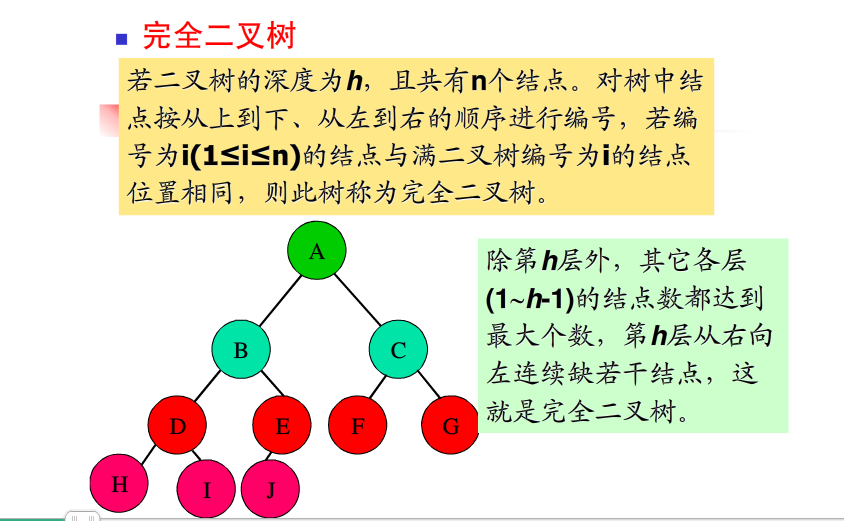 完全二叉树
若二叉树的深度为h，且共有n个结点。对树中结
点按从上到下、从左到右的顺序进行编号，若编
号为i(1≤i≤n)的结点与满二叉树编号为i的结点
位置相同，则此树称为完全二叉树。
A
除第h层外，其它各层
(1~h-1)的结点数都达到
最大个数，第h层从右向
左连续缺若干结点，这
就是完全二叉树。
B C
D E F G
H I J